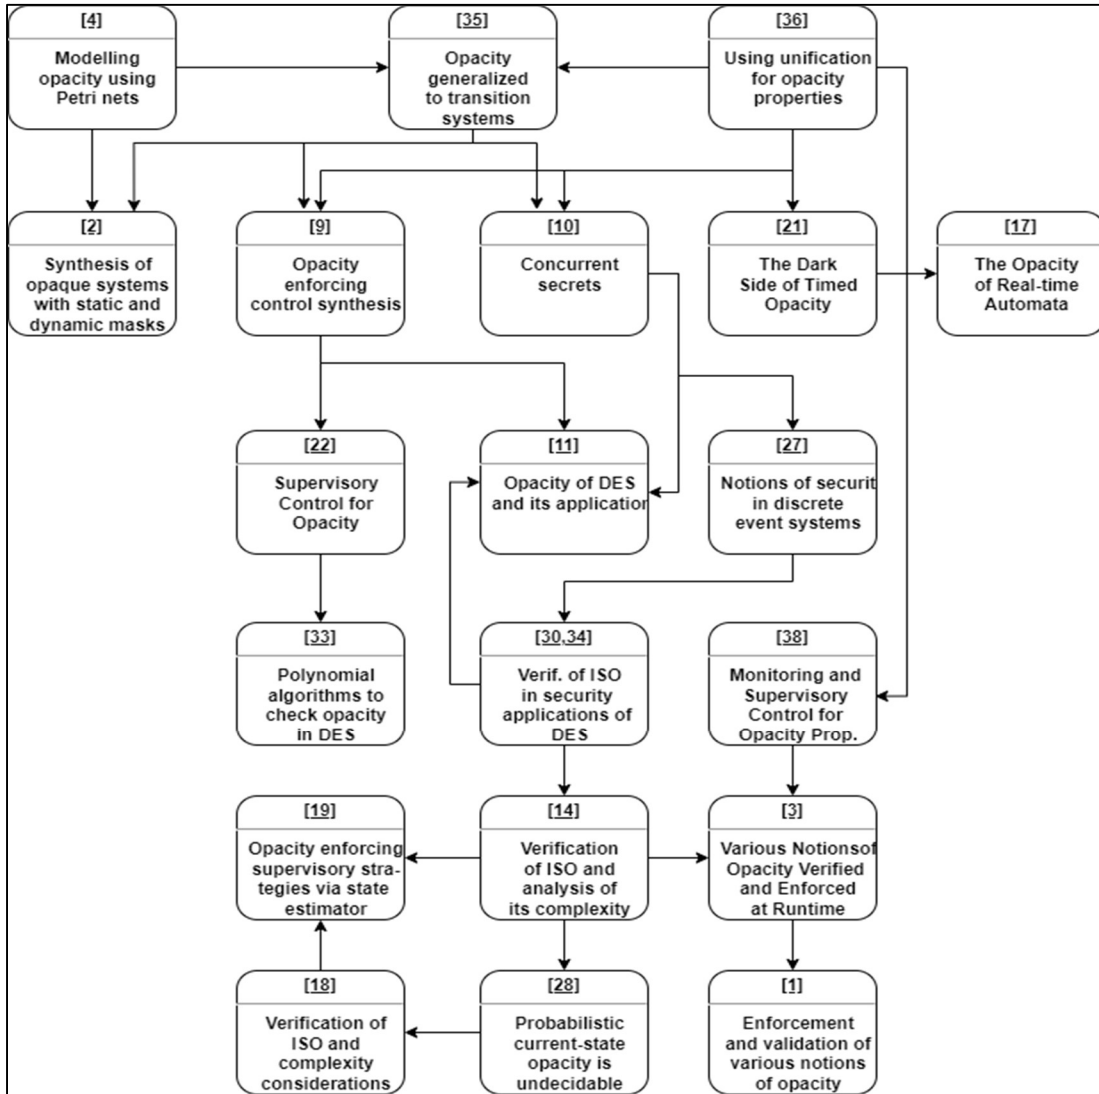 [4]
Modelling
opacity using
Petri nets
[35]
Opacity
generalized
to transition
systems
[36]
Using unification
for opacity
properties
[2]
Synthesis of
opaque systems
with static and
dynamic masks
[9]
Opacity
enforcing
control synthesis
[10]
Concurrent
secrets
[21]
The Dark
Side of Timed
Opacity
[17]
The Opacity
of Real-time
Automata
[22]
Supervisory
Control for
Opacity
[11]
Opacity of DES
and its application
[27]
Notions of securit
in discrete
event systems
[33]
Polynomial
algorithms to
check opacity
in DES
[30,34]
Verif. of ISO
in security
applications of
DES
[38]
Monitoring and
Supervisory
Control for
Opacity Prop.
[19]
Opacity enforcing
supervisory stra-
tegies via state
estimator
[14]
Verification
of ISO and
analysis of
its complexity
[3]
Various Notionsof
Opacity Verified
and Enforced
at Runtime
[18]
Verification of
ISO and
complexity
considerations
[28]
Probabilistic
current-state
opacity is
undecidable
[1]
Enforcement
and validation of
various notions
of opacity